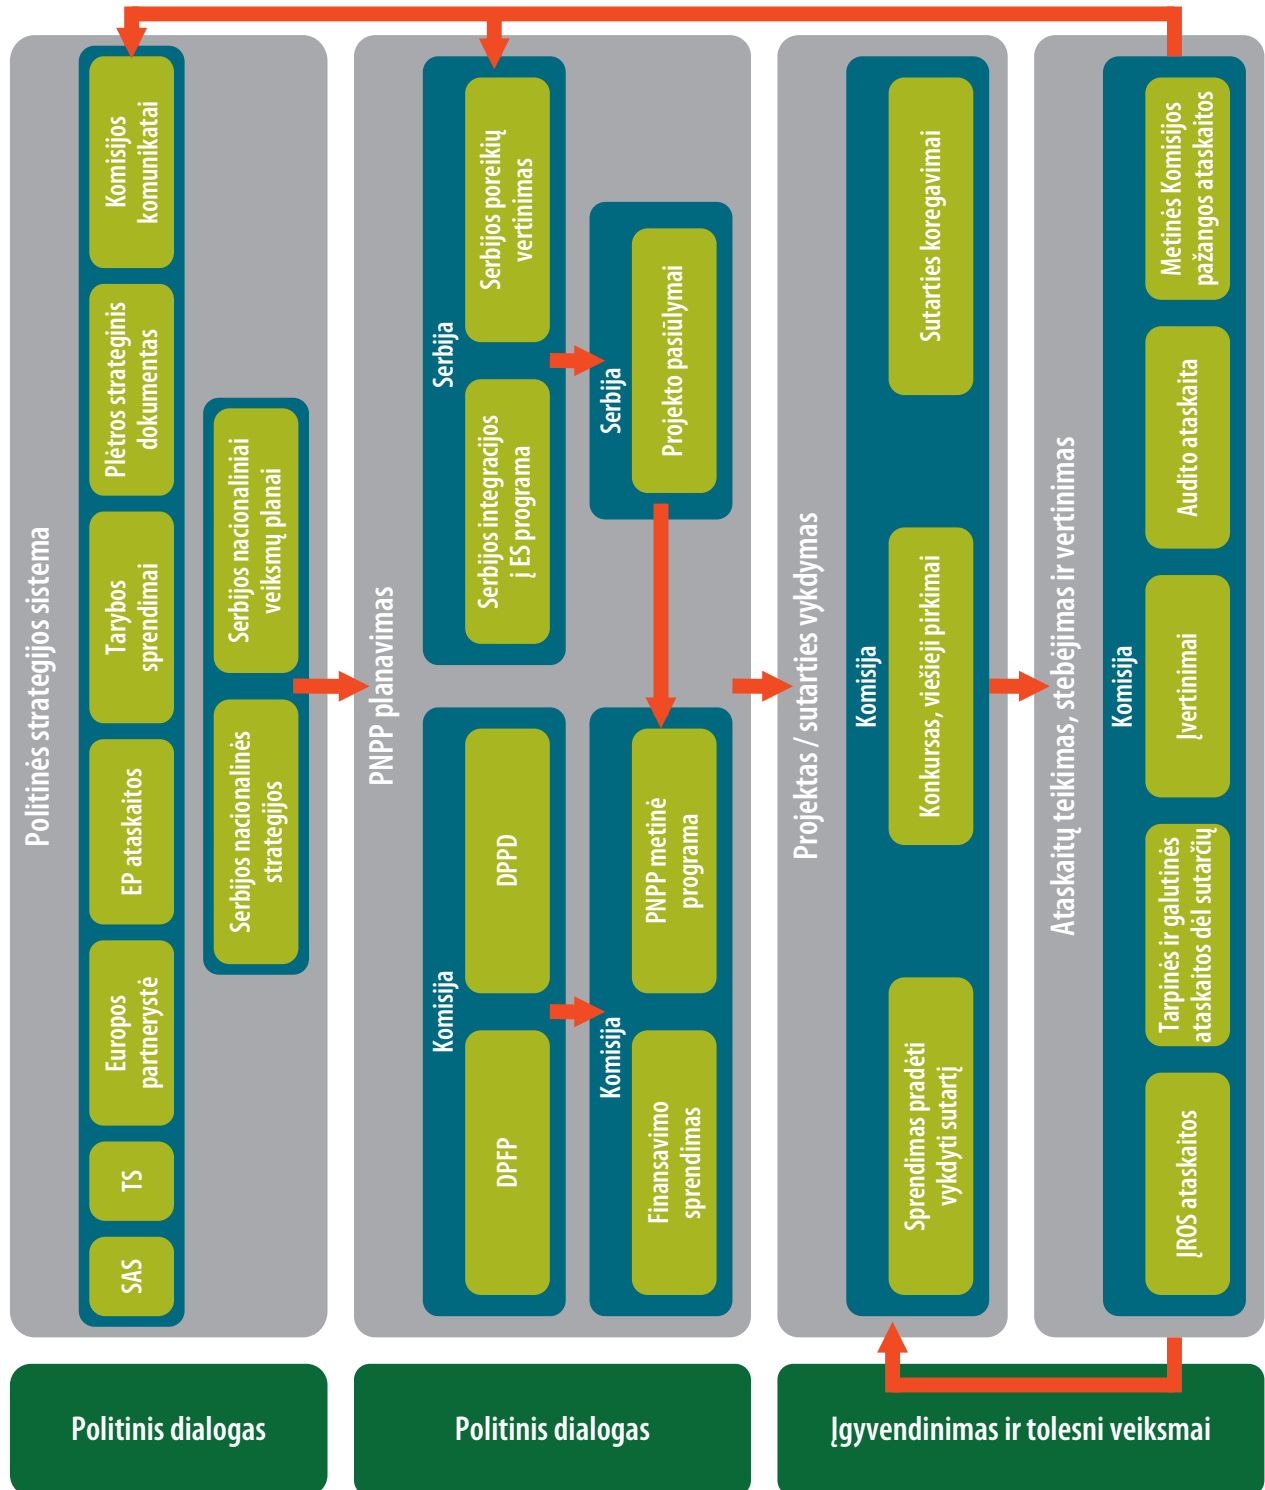 Politinės strategijos sistema
SAS
TS
Europos
partnerystė
EP ataskaitos
Tarybos
sprendimai
Plėtros strateginis
dokumentas
Komisijos
komunikatai
Serbijos nacionalinės
strategijos
Serbijos nacionaliniai
veiksmų planai
PNPP planavimas
Komisija
DPFP
DPPD
Serbija
Serbijos integracijos
į ES programa
Serbijos poreikių
vertinimas
Komisija
Finansavimo
sprendimas
PNPP metinė
programa
Serbija
Projekto pasiūlymai
Projektas / sutarties vykdymas
Komisija
Sprendimas pradėti
vykdyti sutartį
Konkursas, viešieji pirkimai
Sutarties koregavimai
Ataskaitų teikimas, stebėjimas ir vertinimas
Komisija
ĮROS ataskaitos
Tarpinės ir galutinės
ataskaitos dėl sutarčių
Įvertinimai
Audito ataskaita
Metinės Komisijos
pažangos ataskaitos
Politinis dialogas
Politinis dialogas
Įgyvendinimas ir tolesni veiksmai